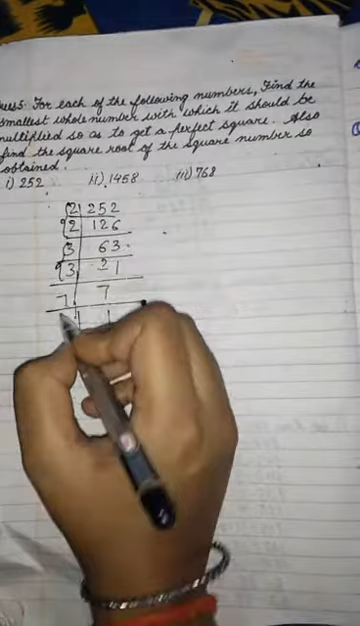 Ques5: For each of the following numbers, Find the
smallest whole number with which it should be
multiplied so as to get a perfect square. Also
find the square root of the square number so
obtained.
i) 252 ii) 1458 iii) 768
2 252
2 126
3 63
3 21
7 7
1